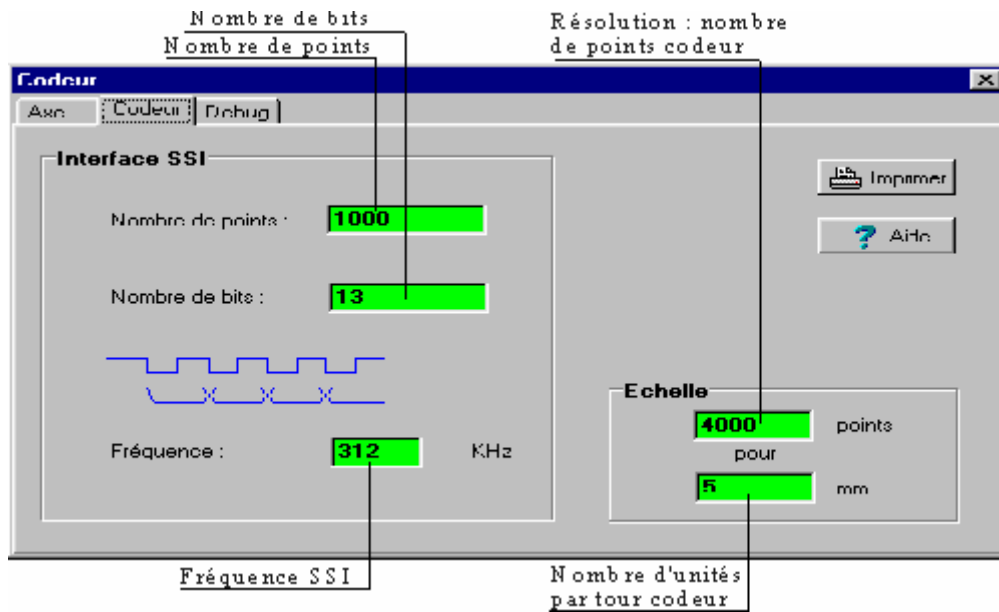 Nombre de bits
Nombre de points
Résolution : nombre
de points codeur
Codeur
Axe
Codeur
Debug
Interface SSI
Imprimer
Nombre de points :
1000
? Aide
Nombre de bits :
13
Echelle
4000
points
Fréquence :
312
KHz
pour
5
mm
Fréquence SSI
Nombre d'unités
par tour codeur